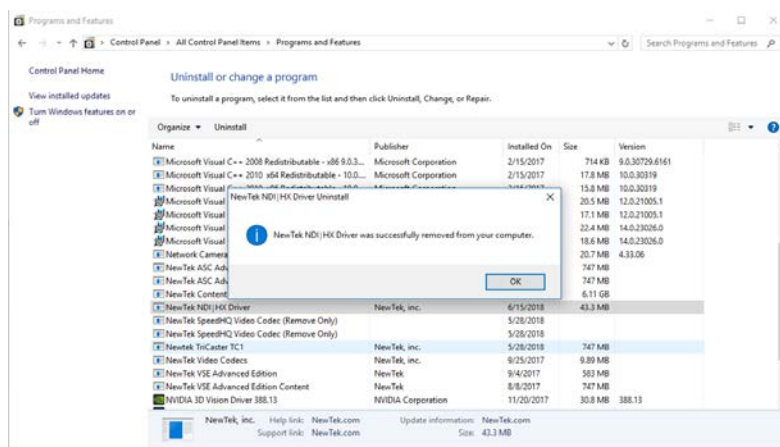 Programs and Features
Control Panel > All Control Panel Items > Programs and Features
Search Programs and Features
Control Panel Home
View installed updates
Turn Windows features on or
off
Uninstall or change a program
To uninstall a program, select it from the list and then click Uninstall, Change, or Repair.
Organize Uninstall
Name Publisher Installed On Size Version
Microsoft Visual C++ 2008 Redistributable - x86 9.0.3... Microsoft Corporation 2/15/2017 714 KB 9.0.30729.6161
Microsoft Visual C++ 2010 x64 Redistributable - 10.0.... Microsoft Corporation 2/15/2017 17.8 MB 10.0.30319
Microsoft Visual 15.8 MB 10.0.30319
Microsoft Visual 20.5 MB 12.0.21005.1
Microsoft Visual 17.1 MB 12.0.21005.1
Microsoft Visual 22.4 MB 14.0.23026.0
Microsoft Visual 18.6 MB 14.0.23026.0
Network Camera 20.7 MB 4.33.06
NewTek ASC Adv 747 MB
NewTek ASC Adv 747 MB
NewTek Content 6.11 GB
NewTek NDI|HX Driver Uninstall
NewTek NDI|HX Driver was successfully removed from your computer.
OK
NewTek NDI|HX Driver NewTek, inc. 6/15/2018 43.3 MB
NewTek SpeedHQ Video Codec (Remove Only) 5/28/2018
NewTek SpeedHQ Video Codec (Remove Only) 5/28/2018
Newtek TriCaster TC1 NewTek, inc. 5/28/2018 747 MB
NewTek Video Codecs NewTek, inc. 9/25/2017 9.89 MB
NewTek VSE Advanced Edition NewTek 9/4/2017 583 MB
NewTek VSE Advanced Edition Content NewTek 8/8/2017 747 MB
NVIDIA 3D Vision Driver 388.13 NVIDIA Corporation 11/20/2017 30.8 MB 388.13
NewTek, inc. Help link: NewTek.com Update information: NewTek.com
Support link: NewTek.com Size: 43.3 MB